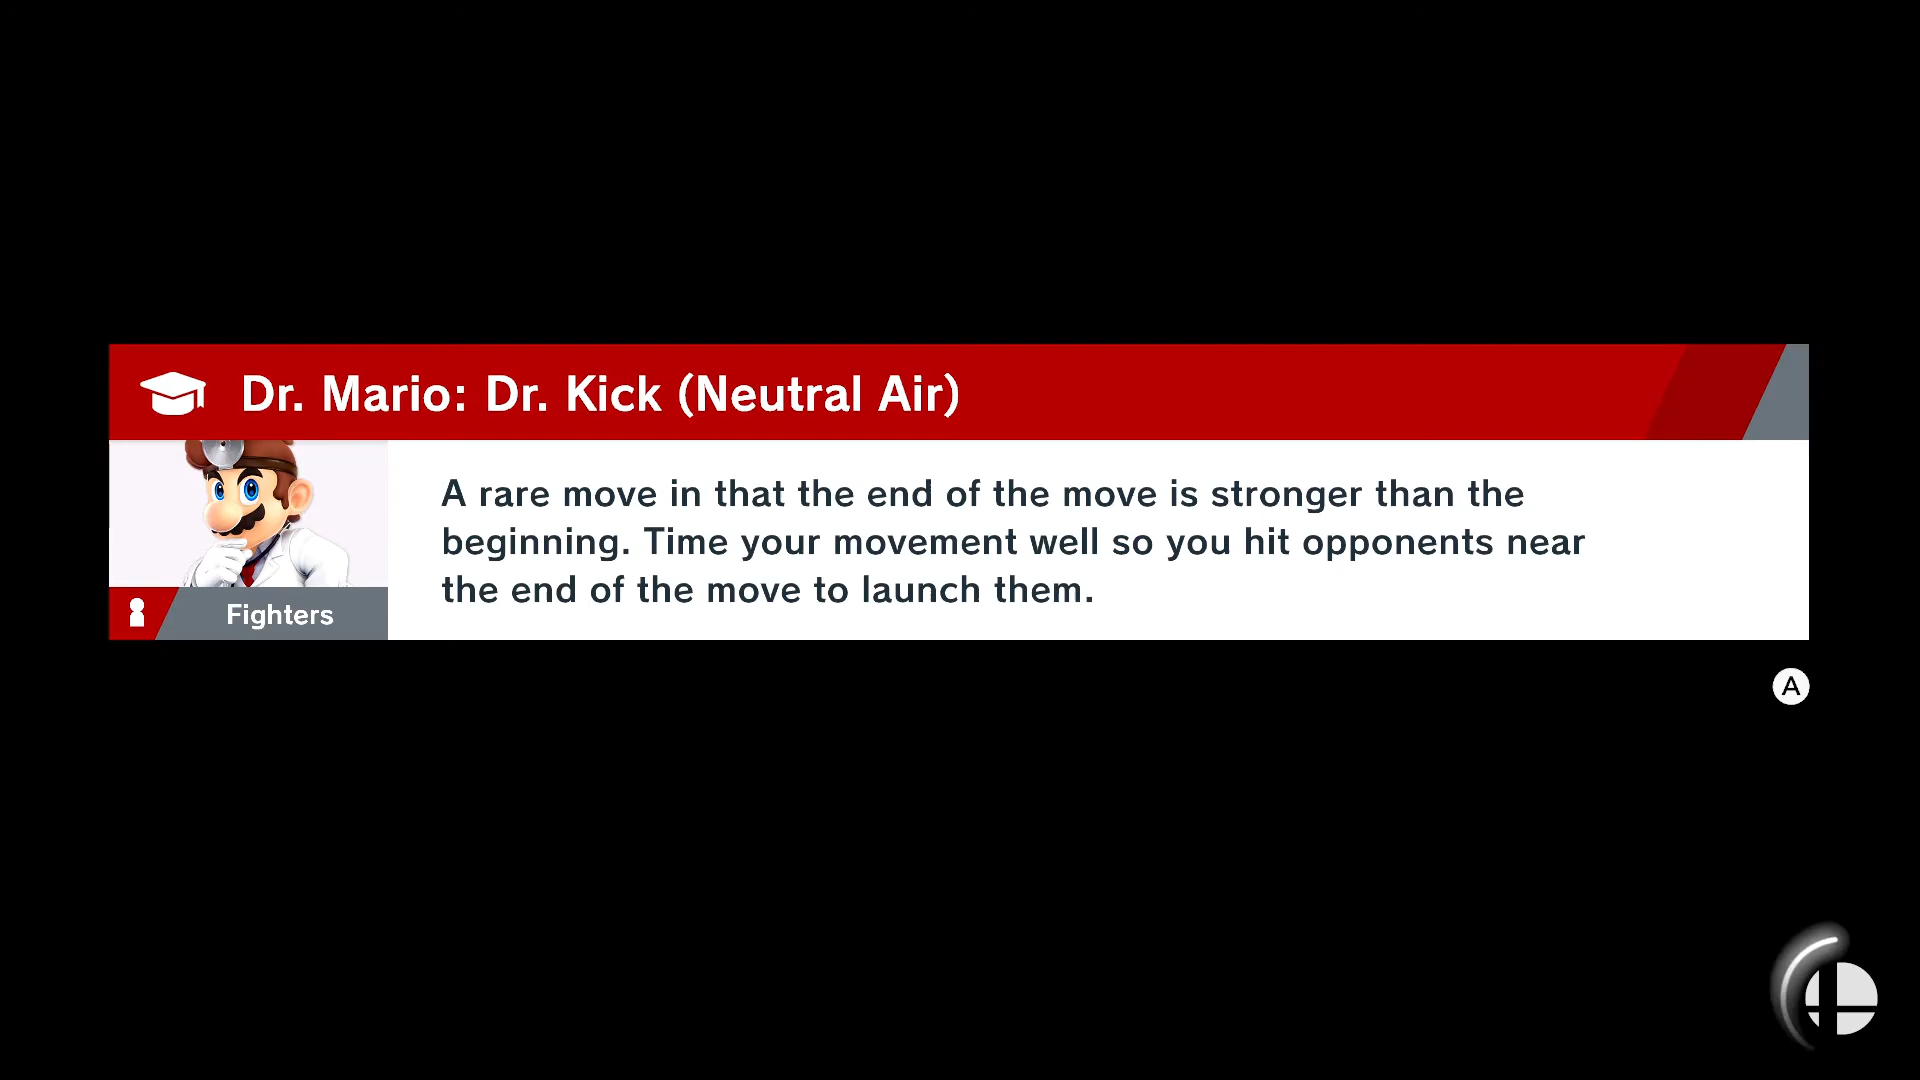 Dr. Mario: Dr. Kick (Neutral Air)
A rare move in that the end of the move is stronger than the
beginning. Time your movement well so you hit opponents near
the end of the move to launch them.
Fighters
A